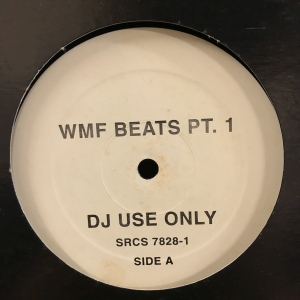 WMF BEATS PT. 1
DJ USE ONLY
SRCS 7828-1
SIDE A